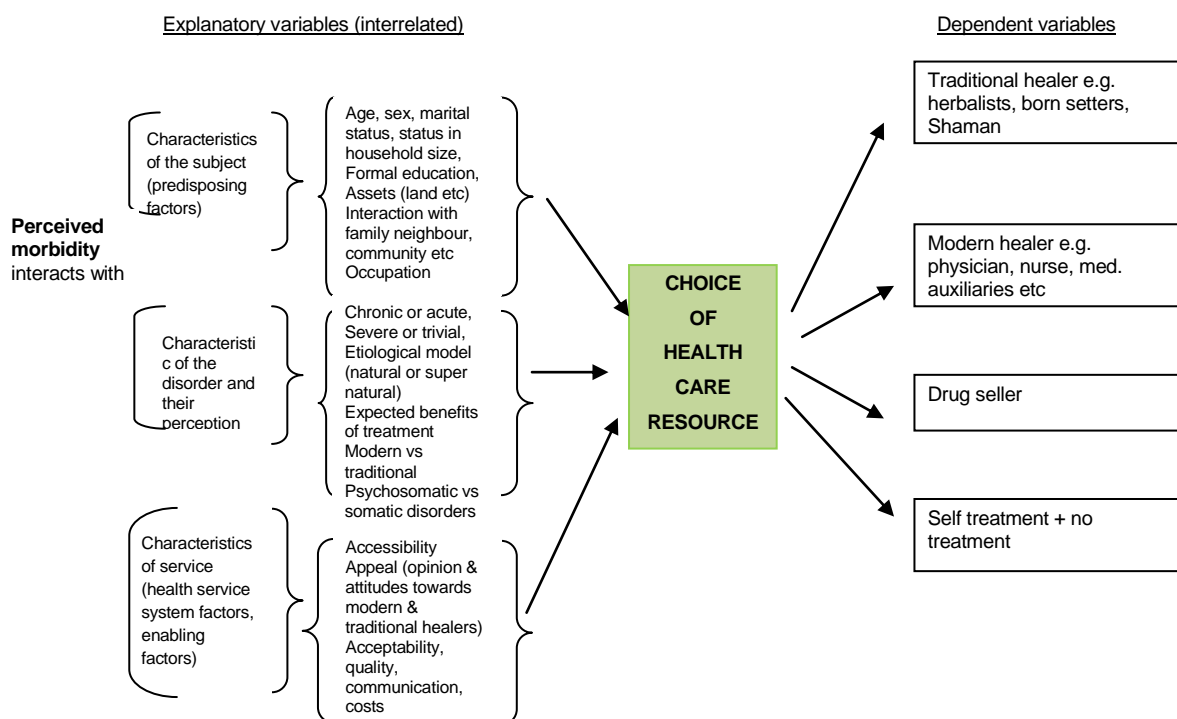 Explanatory variables (interrelated)
Dependent variables
Perceived
morbidity
interacts with
Characteristics
of the subject
(predisposing
factors)
Age, sex, marital
status, status in
household size,
Formal education,
Assets (land etc)
Interaction with
family neighbour,
community etc
Occupation
Characteristi
c of the
disorder and
their
perception
Chronic or acute,
Severe or trivial,
Etiological model
(natural or super
natural)
Expected benefits
of treatment
Modern vs
traditional
Psychosomatic vs
somatic disorders
Characteristics
of service
(health service
system factors,
enabling
factors)
Accessibility
Appeal (opinion &
attitudes towards
modern &
traditional healers)
Acceptability,
quality,
communication,
costs
CHOICE
OF
HEALTH
CARE
RESOURCE
Traditional healer e.g.
herbalists, born setters,
Shaman
Modern healer e.g.
physician, nurse, med.
auxiliaries etc
Drug seller
Self treatment + no
treatment